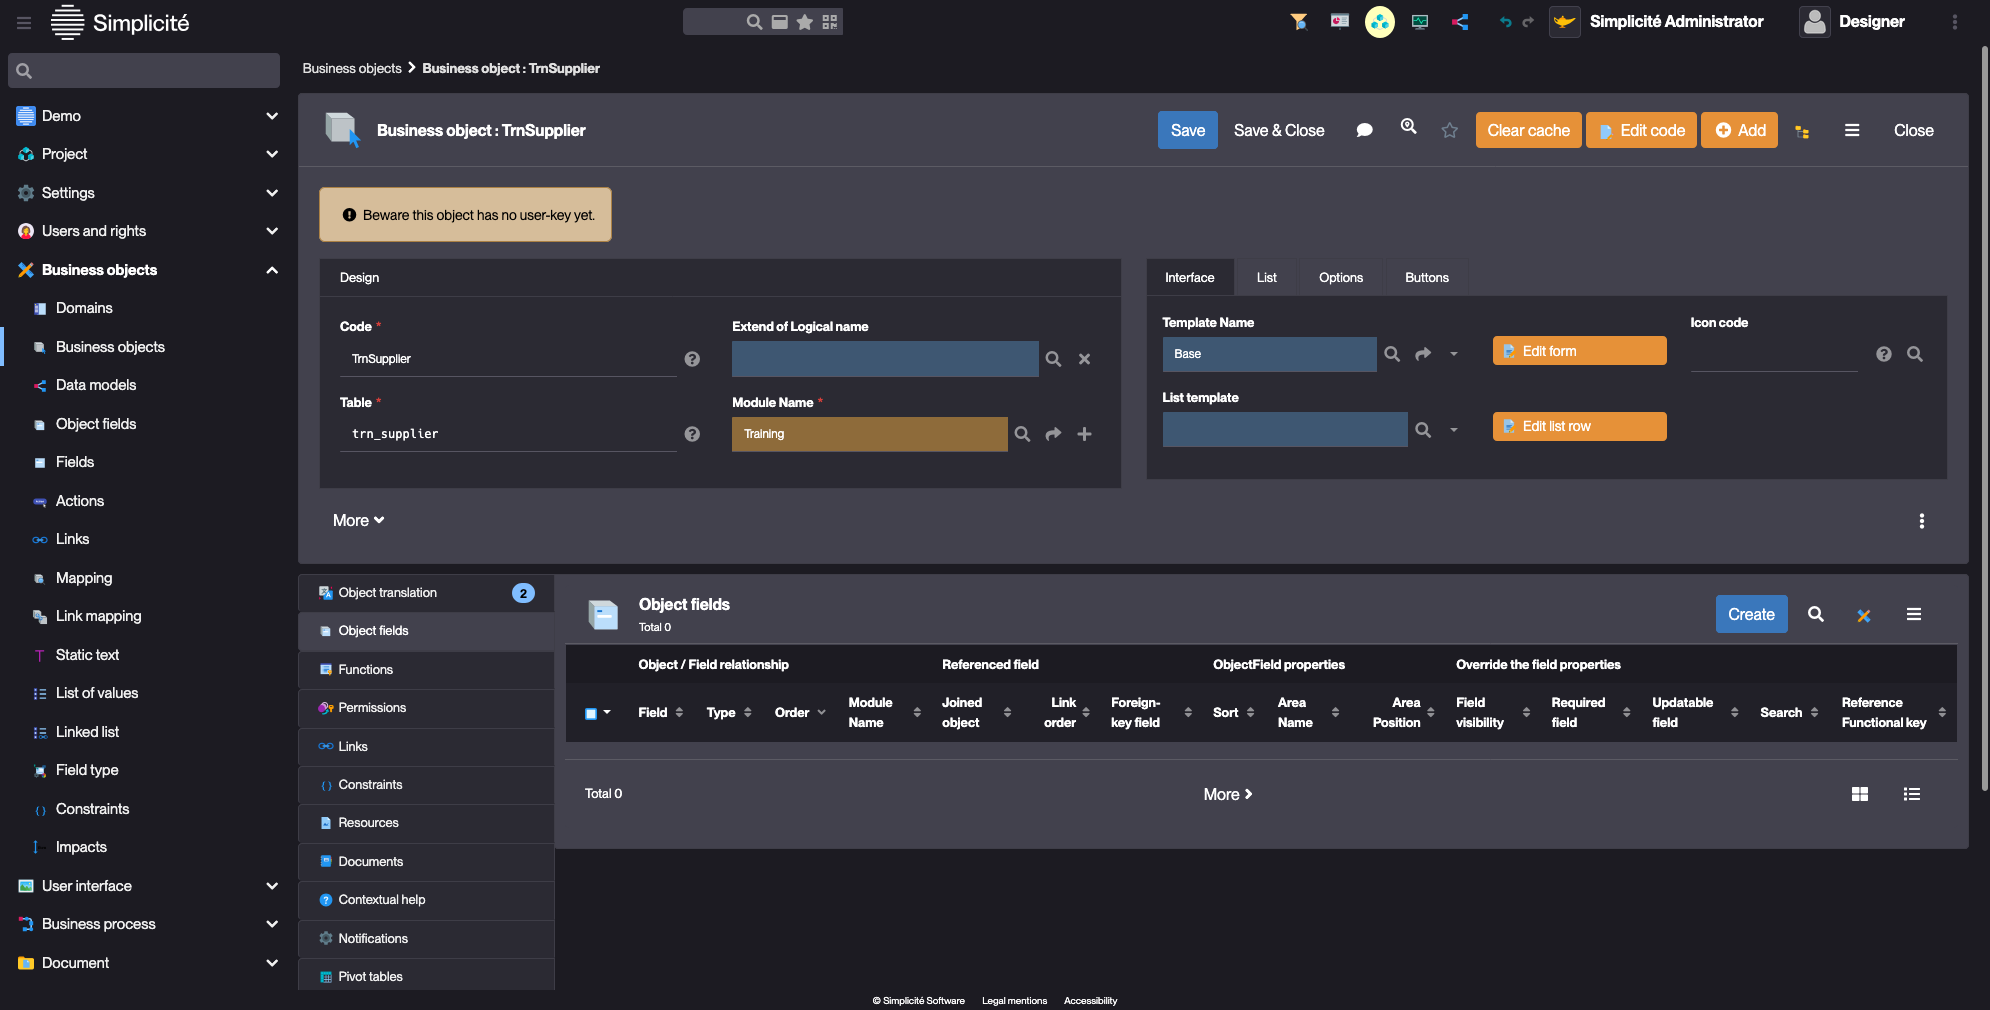 Simplicité
Simplicité Administrator
Designer
Demo
Project
Settings
Users and rights
Business objects
Domains
Business objects
Data models
Object fields
Fields
Actions
Links
Mapping
Link mapping
Static text
List of values
Linked list
Field type
Constraints
Impacts
User interface
Business process
Document
Business objects Business object : TrnSupplier
Business object : TrnSupplier
Save
Save & Close
Clear cache
Edit code
Add
Close
Beware this object has no user-key yet.
Design
Code *
TrnSupplier
Extend of Logical name
Table *
trn_supplier
Module Name *
Training
Interface
List
Options
Buttons
Template Name
Base
Edit form
Icon code
List template
Edit list row
More
Object translation 2
Object fields
Functions
Permissions
Links
Constraints
Resources
Documents
Contextual help
Notifications
Pivot tables
Object fields
Total 0
Create
Object / Field relationship
Referenced field
ObjectField properties
Override the field properties
Field
Type
Order
Module
Name
Joined
object
Link
order
Foreign-
key field
Sort
Area
Name
Area
Position
Field
visibility
Required
field
Updatable
field
Search
Reference
Functional key
Total 0
More
© Simplicité Software
Legal mentions
Accessibility